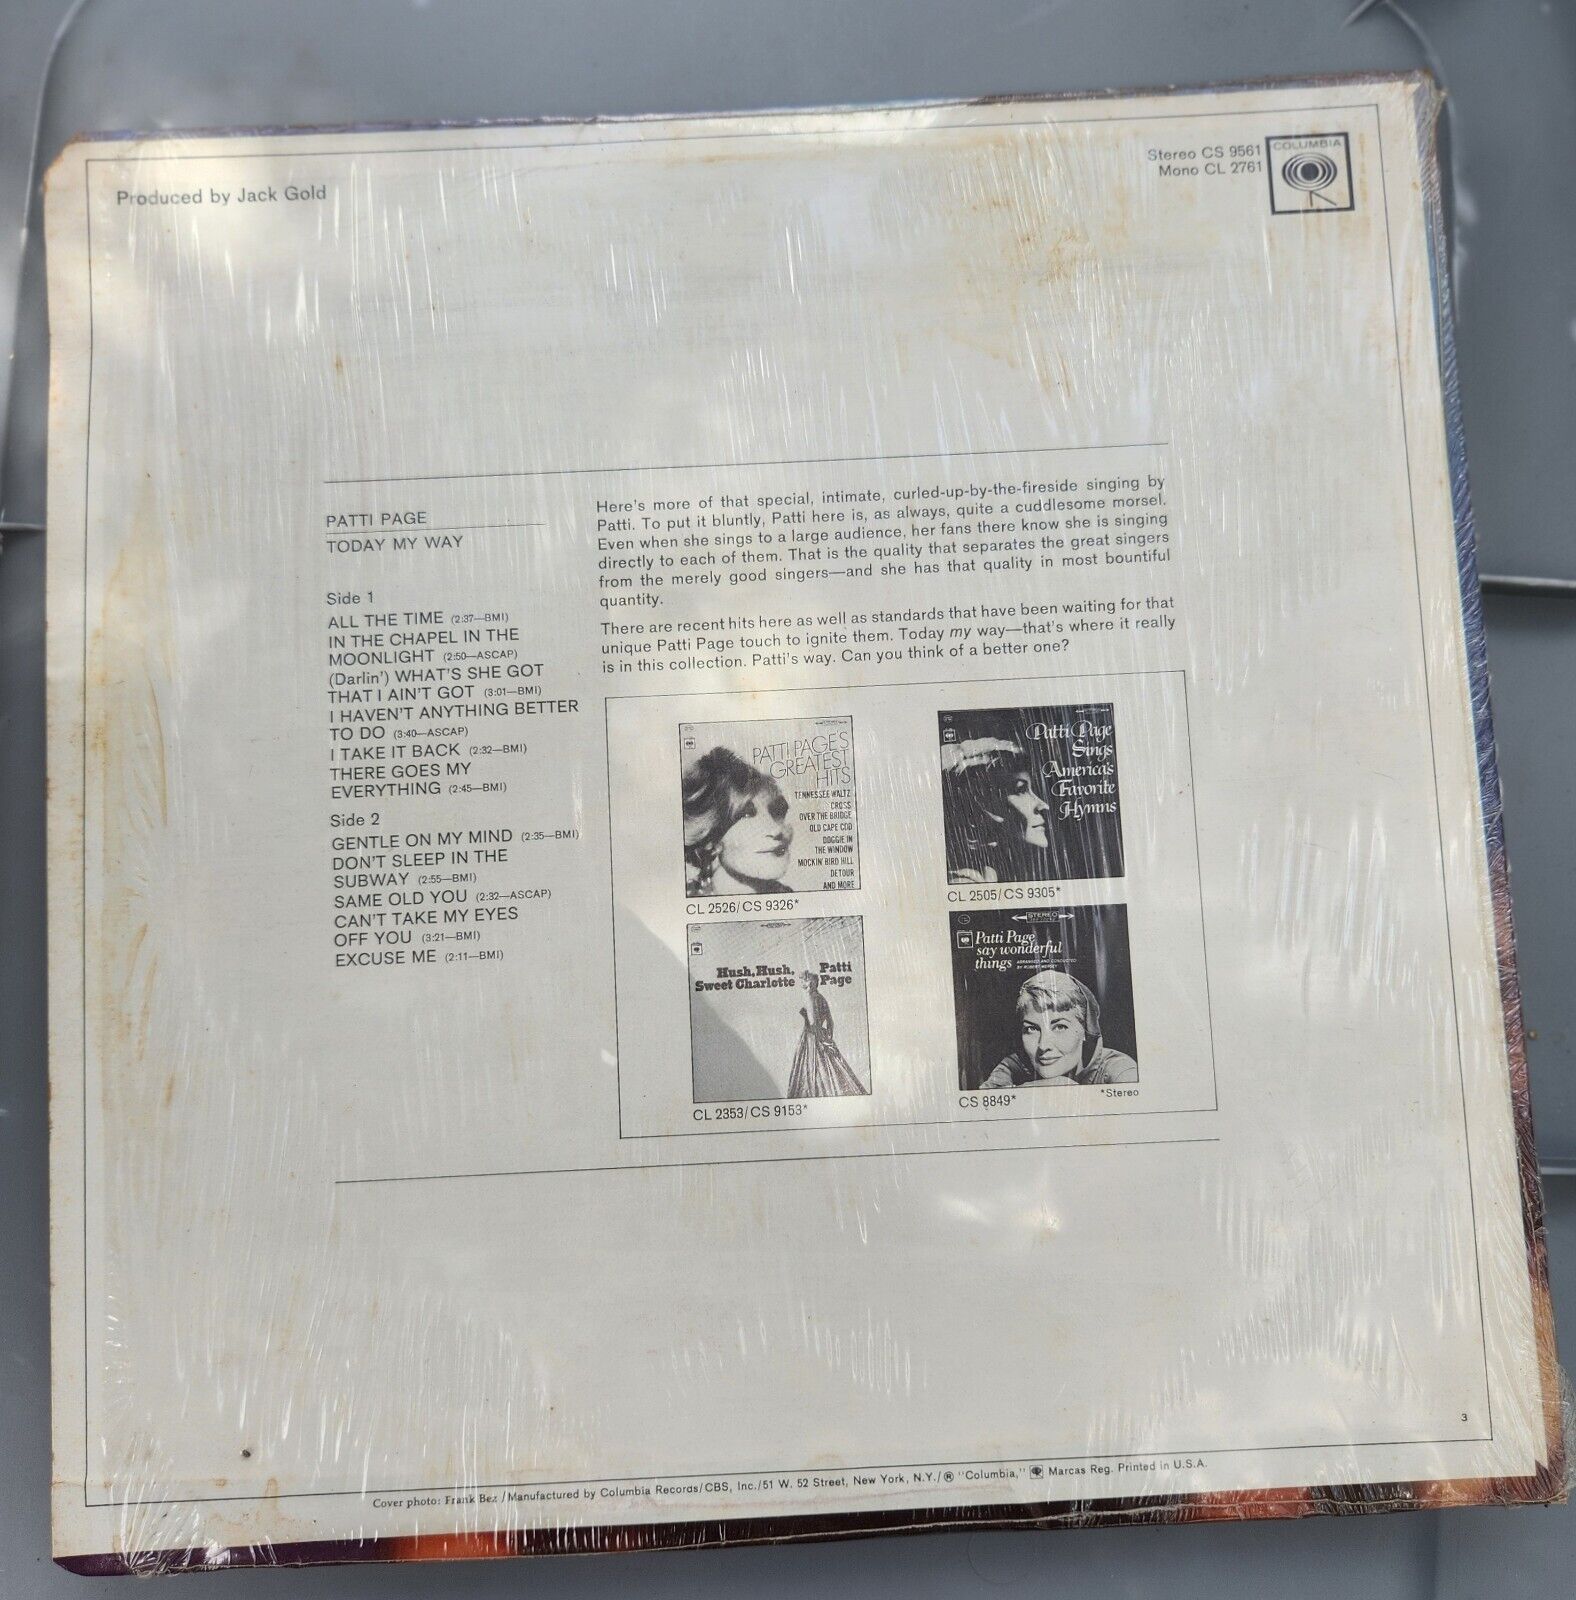 Produced by Jack Gold
Stereo CS 9561
Mono CL 2761
COLUMBIA
PATTI PAGE
TODAY MY WAY
Side 1
ALL THE TIME (2:37—BMI)
IN THE CHAPEL IN THE
MOONLIGHT (2:50—ASCAP)
(Darlin') WHAT'S SHE GOT
THAT I AIN'T GOT (3:01—BMI)
I HAVEN'T ANYTHING BETTER
TO DO (3:40—ASCAP)
I TAKE IT BACK (2:32—BMI)
THERE GOES MY
EVERYTHING (2:45—BMI)
Side 2
GENTLE ON MY MIND (2:35—BMI)
DON'T SLEEP IN THE
SUBWAY (2:55—BMI)
SAME OLD YOU (2:32—ASCAP)
CAN'T TAKE MY EYES
OFF YOU (3:21—BMI)
EXCUSE ME (2:11—BMI)
Here's more of that special, intimate, curled-up-by-the-fireside singing by
Patti. To put it bluntly, Patti here is, as always, quite a cuddlesome morsel.
Even when she sings to a large audience, her fans there know she is singing
directly to each of them. That is the quality that separates the great singers
from the merely good singers—and she has that quality in most bountiful
quantity.
There are recent hits here as well as standards that have been waiting for that
unique Patti Page touch to ignite them. Today my way—that's where it really
is in this collection. Patti's way. Can you think of a better one?
PATTI PAGE'S
GREATEST
HITS
TENNESSEE WALTZ
CROSS
OVER THE BRIDGE
OLD CAPE COD
DOGGIE IN
THE WINDOW
MOCKIN' BIRD HILL
DETOUR
AND MORE
CL 2526/CS 9326*
Patti Page
Sings
America's
Favorite
Hymns
CL 2505/CS 9305*
Hush, Hush,
Sweet Charlotte
Patti
Page
CL 2353/CS 9153*
STEREO
Patti Page
say wonderful
things
ARRANGED AND CONDUCTED
BY ROBERT MERSEY
CS 8849*
*Stereo
3
Cover photo: Frank Bez / Manufactured by Columbia Records/CBS, Inc./51 W. 52 Street, New York, N.Y./® "Columbia," Marcas Reg. Printed in U.S.A.